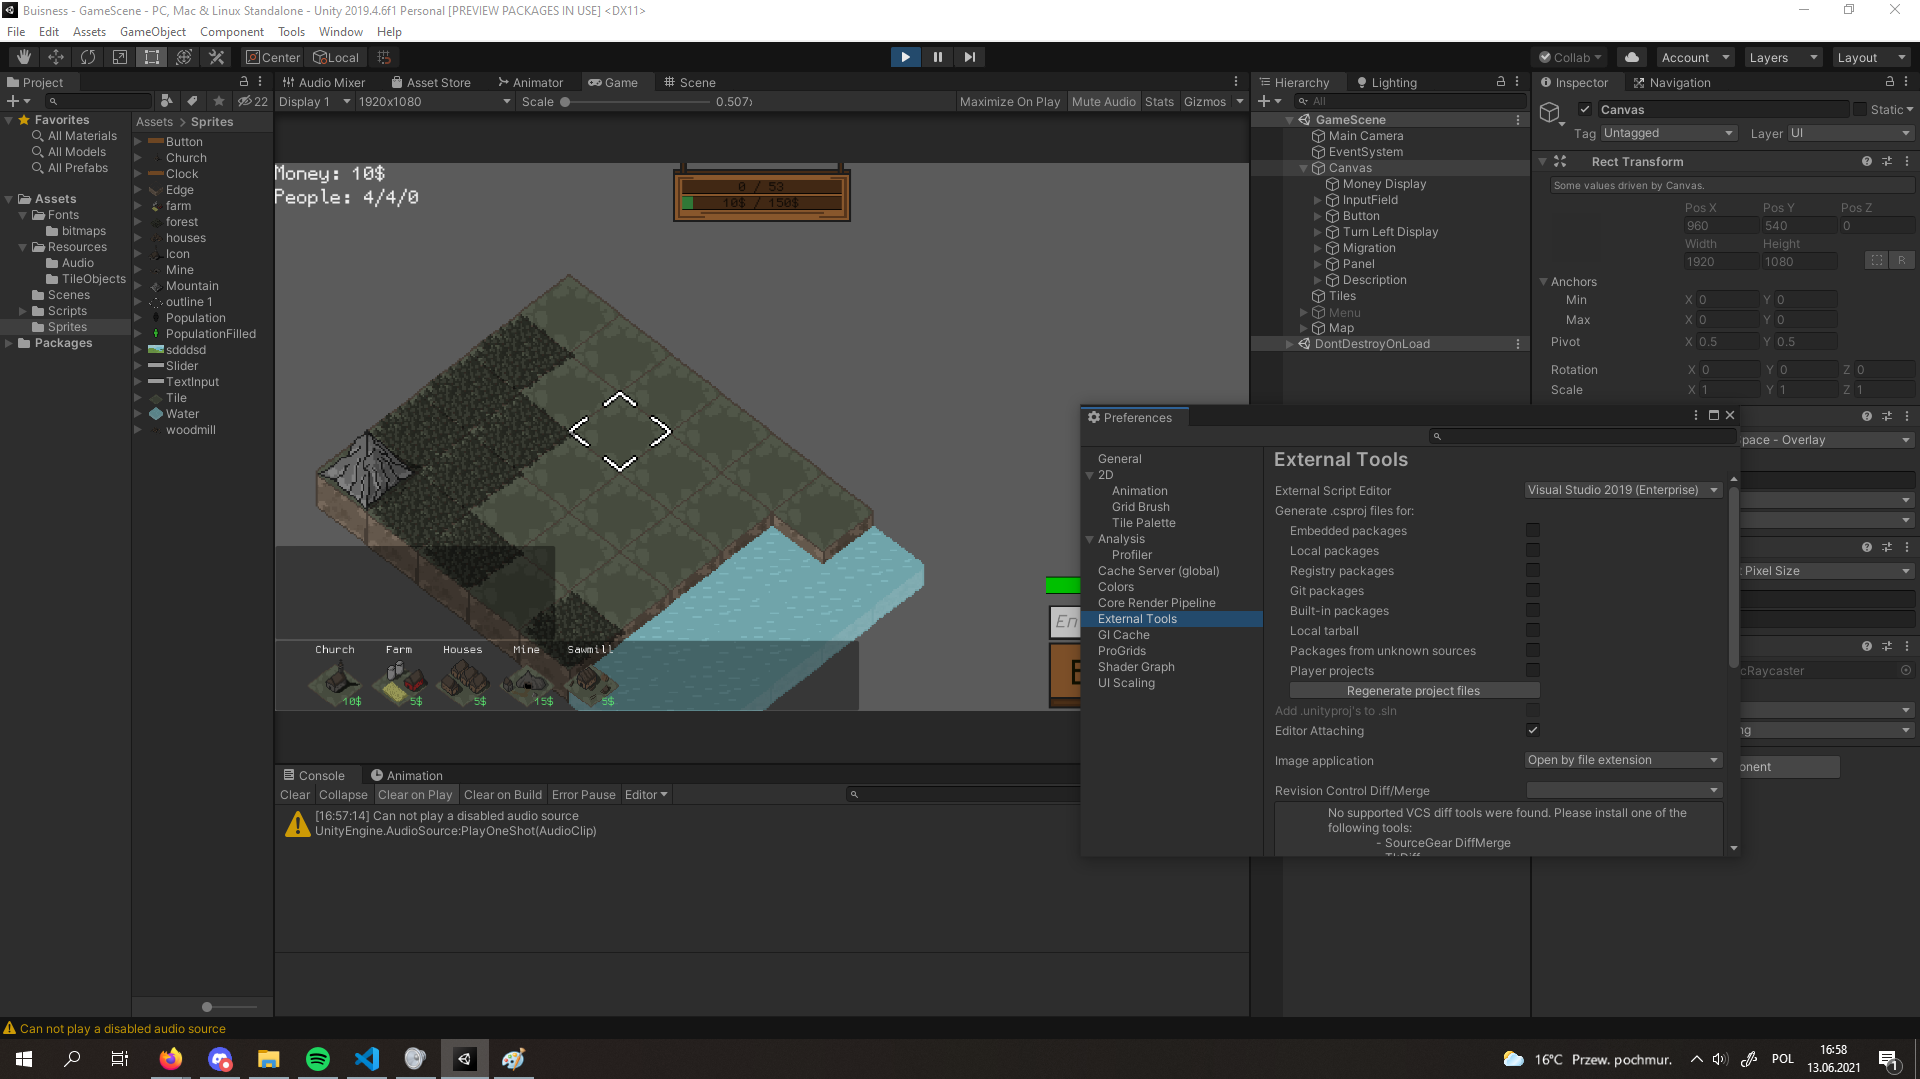 Buisness - GameScene - PC, Mac & Linux Standalone - Unity 2019.4.6f1 Personal [PREVIEW PACKAGES IN USE] <DX11>
File Edit Assets GameObject Component Tools Window Help
Center Local Collab Account Layers Layout
Project
22
Favorites
All Materials
All Models
All Prefabs
Assets
Fonts
bitmaps
Resources
Audio
TileObjects
Scenes
Scripts
Sprites
Packages
Assets > Sprites
Button
Church
Clock
Edge
farm
forest
houses
Icon
Mine
Mountain
outline 1
Population
PopulationFilled
sdddsd
Slider
TextInput
Tile
Water
woodmill
Audio Mixer Asset Store Animator Game Scene
Display 1 1920x1080 Scale 0.507 Maximize On Play Mute Audio Stats Gizmos
Money: 10$
People: 4/4/0
0 / 53
10$ / 150$
Church Farm Houses Mine Sawmill
10$ 5$ 5$ 15$ 5$
En
Console Animation
Clear Collapse Clear on Play Clear on Build Error Pause Editor
[16:57:14] Can not play a disabled audio source
UnityEngine.AudioSource:PlayOneShot(AudioClip)
Hierarchy Lighting
All
GameScene
Main Camera
EventSystem
Canvas
Money Display
InputField
Button
Turn Left Display
Migration
Panel
Description
Tiles
Menu
Map
DontDestroyOnLoad
Inspector Navigation
Canvas Static
Tag Untagged Layer UI
Rect Transform
Some values driven by Canvas.
Pos X Pos Y Pos Z
960 540 0
Width Height
1920 1080
R
Anchors
Min X 0 Y 0
Max X 0 Y 0
Pivot X 0.5 Y 0.5
Rotation X 0 Y 0 Z 0
Scale X 1 Y 1 Z 1
pace - Overlay
Pixel Size
cRaycaster
ng
onent
Preferences
General
2D
Animation
Grid Brush
Tile Palette
Analysis
Profiler
Cache Server (global)
Colors
Core Render Pipeline
External Tools
GI Cache
ProGrids
Shader Graph
UI Scaling
External Tools
External Script Editor Visual Studio 2019 (Enterprise)
Generate .csproj files for:
Embedded packages
Local packages
Registry packages
Git packages
Built-in packages
Local tarball
Packages from unknown sources
Player projects
Regenerate project files
Add .unityproj's to .sln
Editor Attaching
Image application Open by file extension
Revision Control Diff/Merge
No supported VCS diff tools were found. Please install one of the
following tools:
- SourceGear DiffMerge
Can not play a disabled audio source
16°C Przew. pochmur. POL 16:58
13.06.2021
1